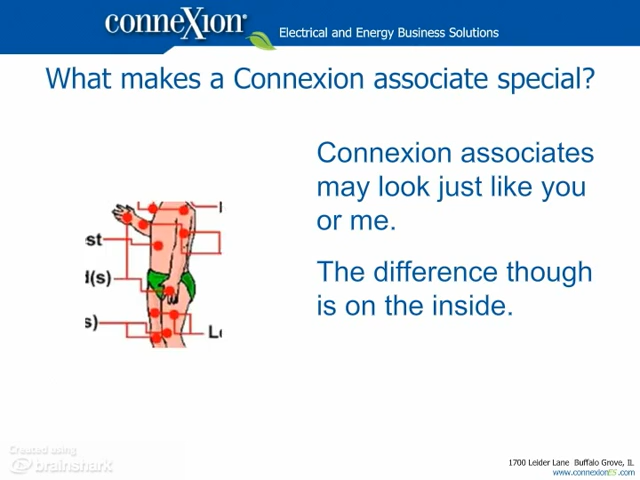 conneXion®
Electrical and Energy Business Solutions
What makes a Connexion associate special?
Connexion associates
may look just like you
or me.
The difference though
is on the inside.
est
d(s)
s)
Created using
brainshark
1700 Leider Lane Buffalo Grove, IL
www.connexionES.com